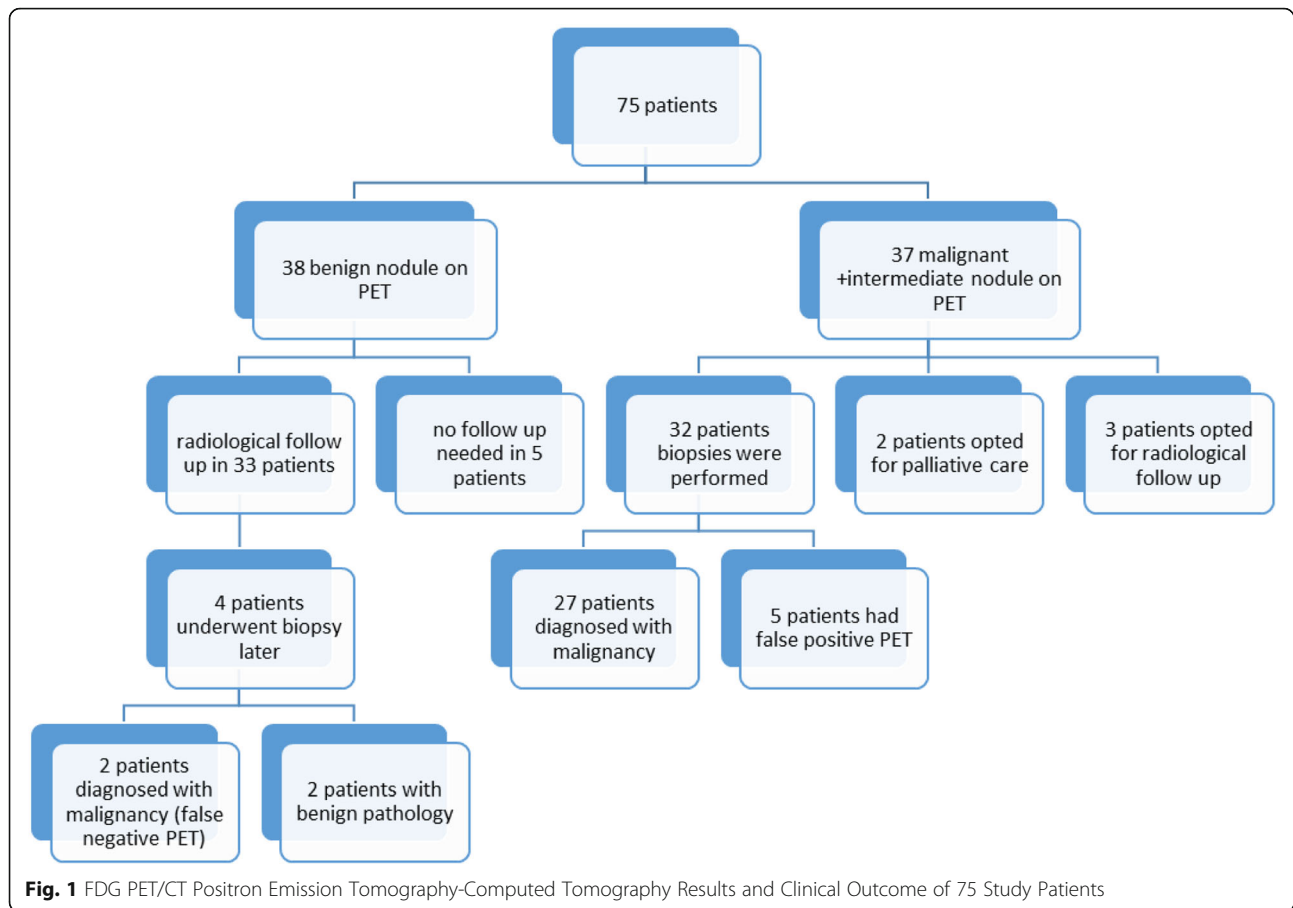 75 patients
38 benign nodule on
PET
37 malignant
+intermediate nodule on
PET
radiological follow
up in 33 patients
no follow up
needed in 5
patients
32 patients
biopsies were
performed
2 patients opted
for palliative care
3 patients opted
for radiological
follow up
4 patients
underwent biopsy
later
27 patients
diagnosed with
malignancy
5 patients had
false positive PET
2 patients
diagnosed with
malignancy (false
negative PET)
2 patients with
benign pathology
Fig. 1 FDG PET/CT Positron Emission Tomography-Computed Tomography Results and Clinical Outcome of 75 Study Patients